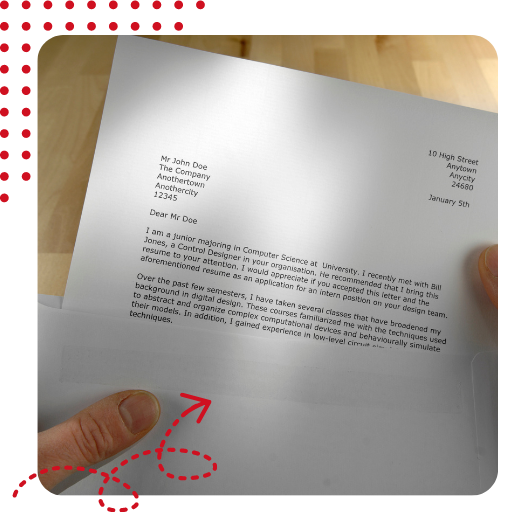 10 High Street
Anytown
Anycity
24680
January 5th
Mr John Doe
The Company
Anothertown
Anothercity
12345
Dear Mr Doe
I am a junior majoring in Computer Science at University. I recently met with Bill
Jones, a Control Designer in your organisation. He recommended that I bring this
resume to your attention. I would appreciate if you accepted this letter and the
aforementioned resume as an application for an intern position on your design team.
Over the past few semesters, I have taken several classes that have broadened my
background in digital design. These courses familiarized me with the techniques used
to abstract and organize complex computational devices and behaviourally simulate
their models. In addition, I gained experience in low-level circuit
techniques.